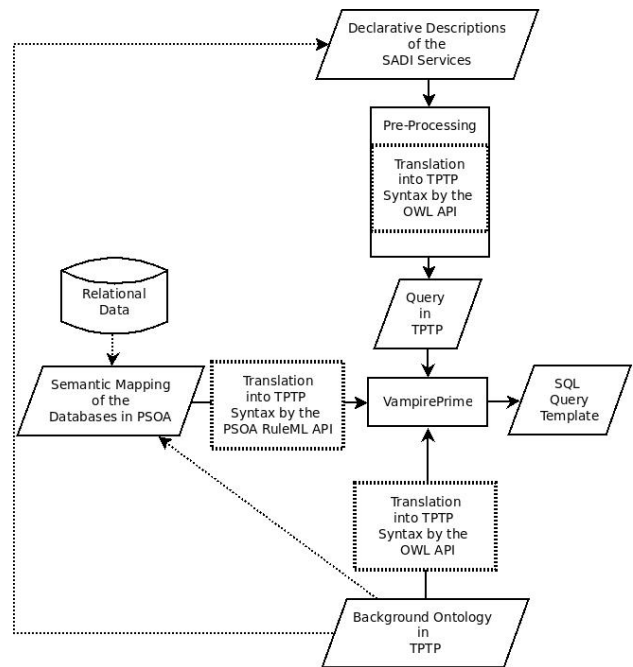 Declarative Descriptions
of the
SADI Services
Pre-Processing
Translation
into TPTP
Syntax by the
OWL API
Relational
Data
Query
in
TPTP
Semantic Mapping
of the
Databases in PSOA
Translation
into TPTP
Syntax by the
PSOA RuleML API
VampirePrime
SQL
Query
Template
Translation
into TPTP
Syntax by the
OWL API
Background Ontology
in
TPTP